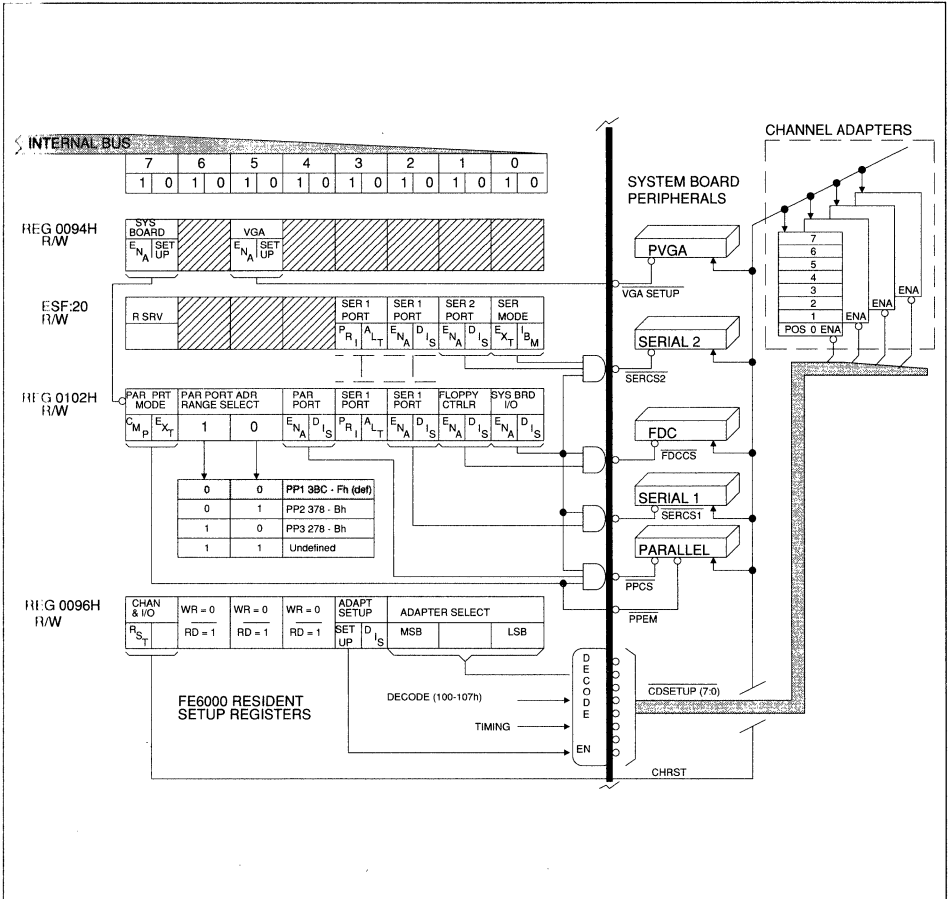 INTERNAL BUS
7 6 5 4 3 2 1 0
1 0 1 0 1 0 1 0 1 0 1 0 1 0 1 0
REG 0094H
R/W
SYS BOARD
ENA SET UP
VGA
ENA SET UP
ESF:20
R/W
R SRV
SER 1 PORT
PRI ALT
SER 1 PORT
ENA DIS
SER 2 PORT
ENA DIS
SER MODE
EXT IBM
REG 0102H
R/W
PAR PRT MODE
CMP EXT
PAR PORT ADR RANGE SELECT
1 0
PAR PORT
ENA DIS
SER 1 PORT
PRI ALT
SER 1 PORT
ENA DIS
FLOPPY CTRLR
ENA DIS
SYS BRD I/O
ENA DIS
0 0 PP1 3BC - Fh (def)
0 1 PP2 378 - Bh
1 0 PP3 278 - Bh
1 1 Undefined
REG 0096H
R/W
CHAN & I/O
RST
WR = 0
RD = 1
WR = 0
RD = 1
WR = 0
RD = 1
ADAPT SETUP
SET UP DIS
ADAPTER SELECT
MSB LSB
FE6000 RESIDENT
SETUP REGISTERS
DECODE (100-107h)
TIMING
DECODE
EN
CDSETUP (7:0)
CHRST
SYSTEM BOARD
PERIPHERALS
PVGA
VGA SETUP
SERIAL 2
SERCS2
FDC
FDCCS
SERIAL 1
SERCS1
PARALLEL
PPCS
PPEM
CHANNEL ADAPTERS
7
6
5
4
3
2
1
POS 0 ENA
ENA
ENA
ENA